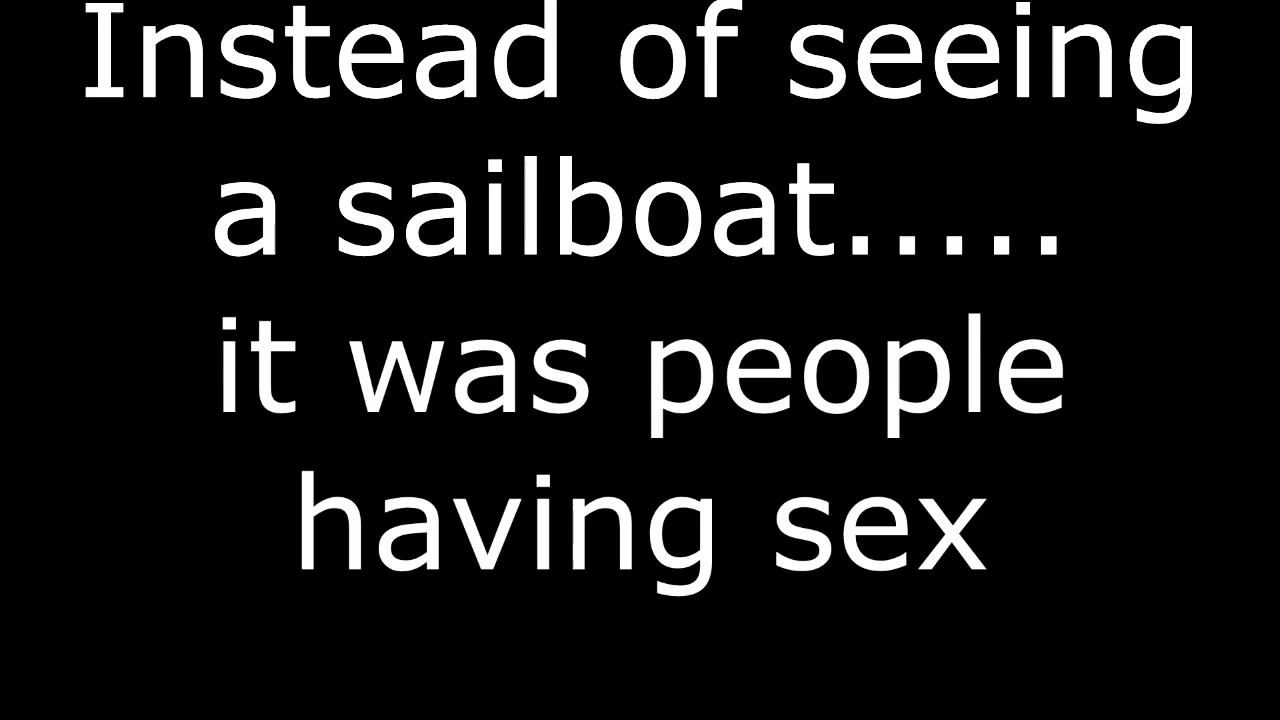 Instead of seeing
a sailboat.....
it was people
having sex